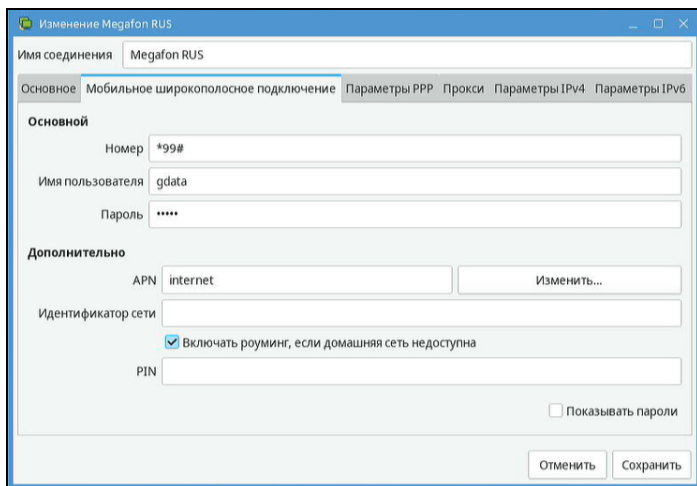 Изменение Megafon RUS
Имя соединения Megafon RUS
Основное Мобильное широкополосное подключение Параметры PPP Прокси Параметры IPv4 Параметры IPv6
Основной
Номер *99#
Имя пользователя gdata
Пароль •••••
Дополнительно
APN internet Изменить...
Идентификатор сети
Включать роуминг, если домашняя сеть недоступна
PIN
Показывать пароли
Отменить Сохранить